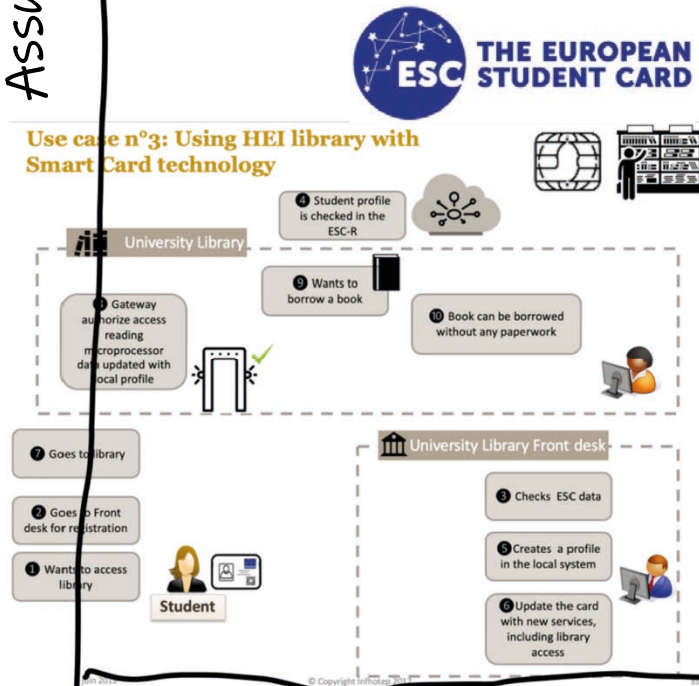 Assu
ESC
THE EUROPEAN
STUDENT CARD
Use case n°3: Using HEI library with
Smart Card technology
4 Student profile
is checked in the
ESC-R
University Library
9 Wants to
borrow a book
Gateway
authorize access
reading
microprocessor
data updated with
local profile
10 Book can be borrowed
without any paperwork
7 Goes to library
University Library Front desk
2 Goes to Front
desk for registration
3 Checks ESC data
1 Wants to access
library
5 Creates a profile
in the local system
Student
6 Update the card
with new services,
including library
access
© Copyright Infhotep 2017